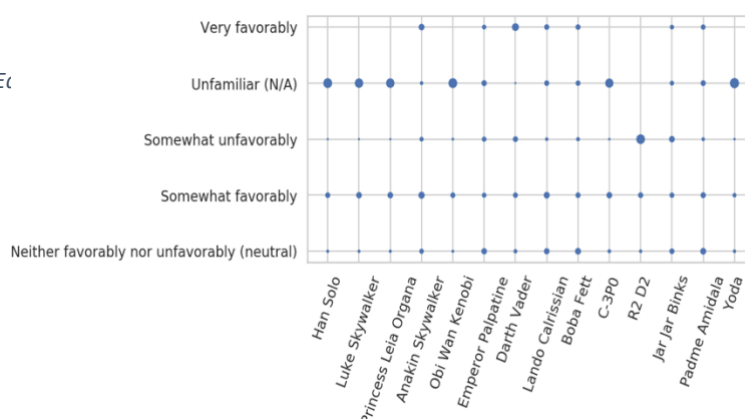 Very favorably
Unfamiliar (N/A)
Somewhat unfavorably
Somewhat favorably
Neither favorably nor unfavorably (neutral)
Han Solo
Luke Skywalker
Princess Leia Organa
Anakin Skywalker
Obi Wan Kenobi
Emperor Palpatine
Darth Vader
Lando Calrissian
Boba Fett
C-3P0
R2 D2
Jar Jar Binks
Padme Amidala
Yoda